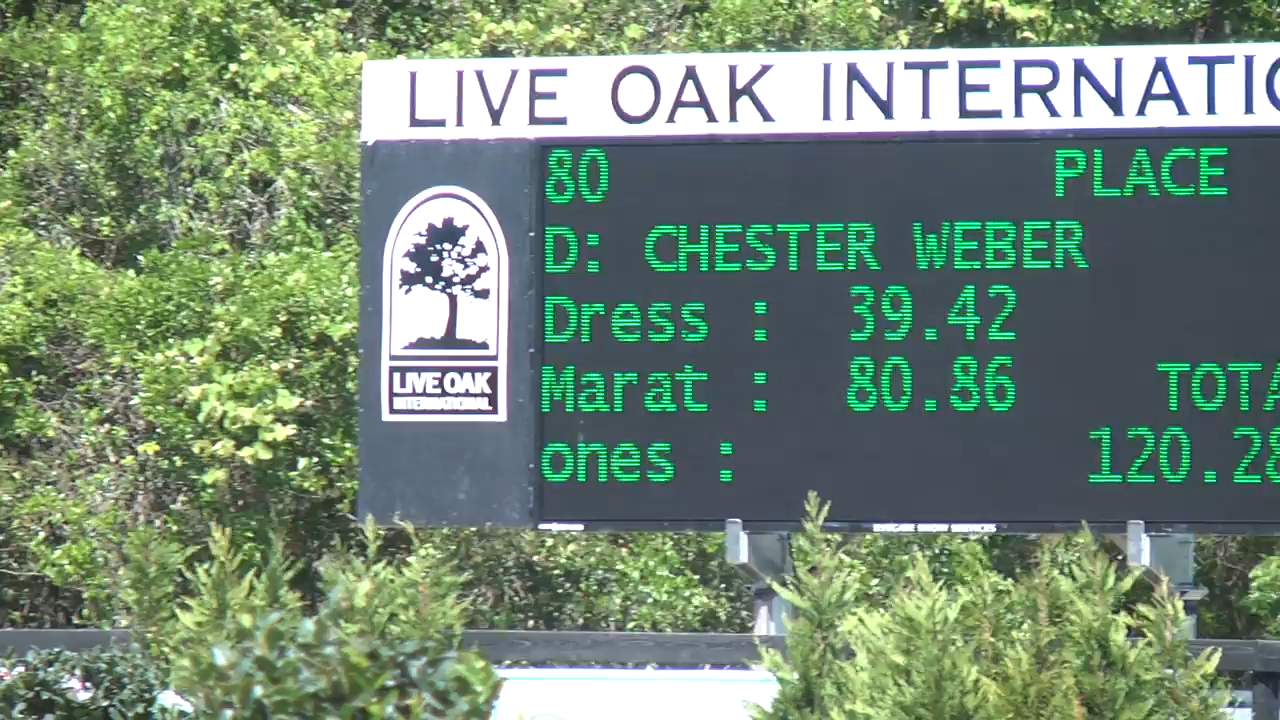 LIVE OAK INTERNATIO
80 PLACE
D: CHESTER WEBER
Dress : 39.42
Marat : 80.86 TOTA
ones : 120.28
LIVE OAK
INTERNATIONAL